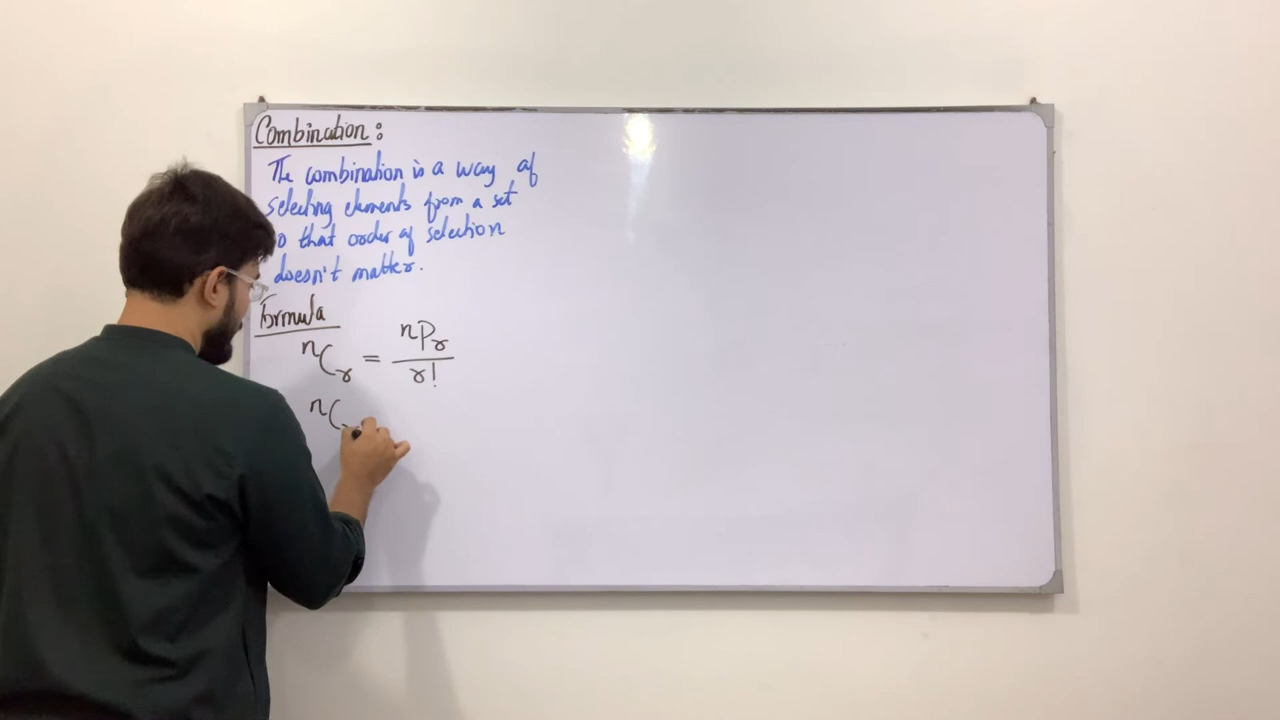 Combination:
The combination is a way of
selecting elements from a set
o that order of selection
doesn't matter.
Formula
ⁿCᵣ = ⁿPᵣ / r!
ⁿC